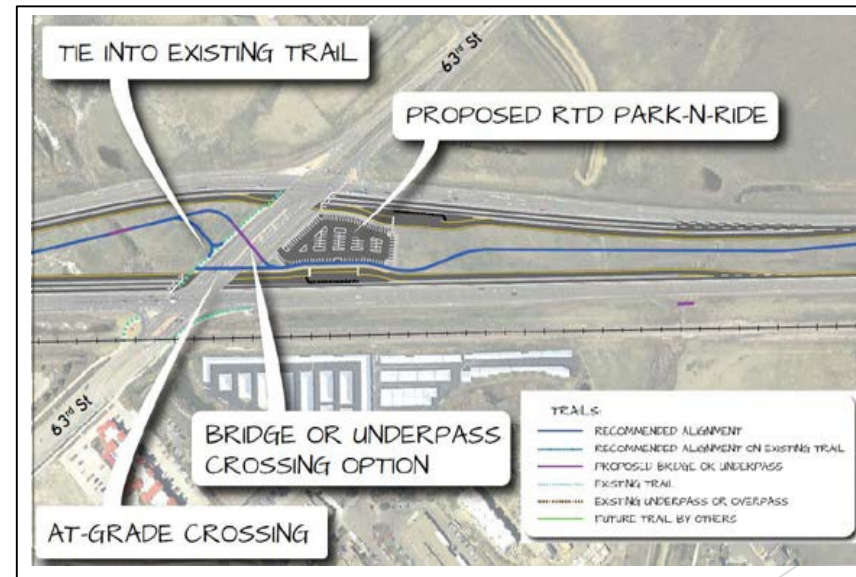 TIE INTO EXISTING TRAIL
63rd St
PROPOSED RTD PARK-N-RIDE
63rd St
BRIDGE OR UNDERPASS
CROSSING OPTION
AT-GRADE CROSSING
TRAILS:
RECOMMENDED ALIGNMENT
RECOMMENDED ALIGNMENT ON EXISTING TRAIL
PROPOSED BRIDGE OR UNDERPASS
EXISTING TRAIL
EXISTING UNDERPASS OR OVERPASS
FUTURE TRAIL BY OTHERS